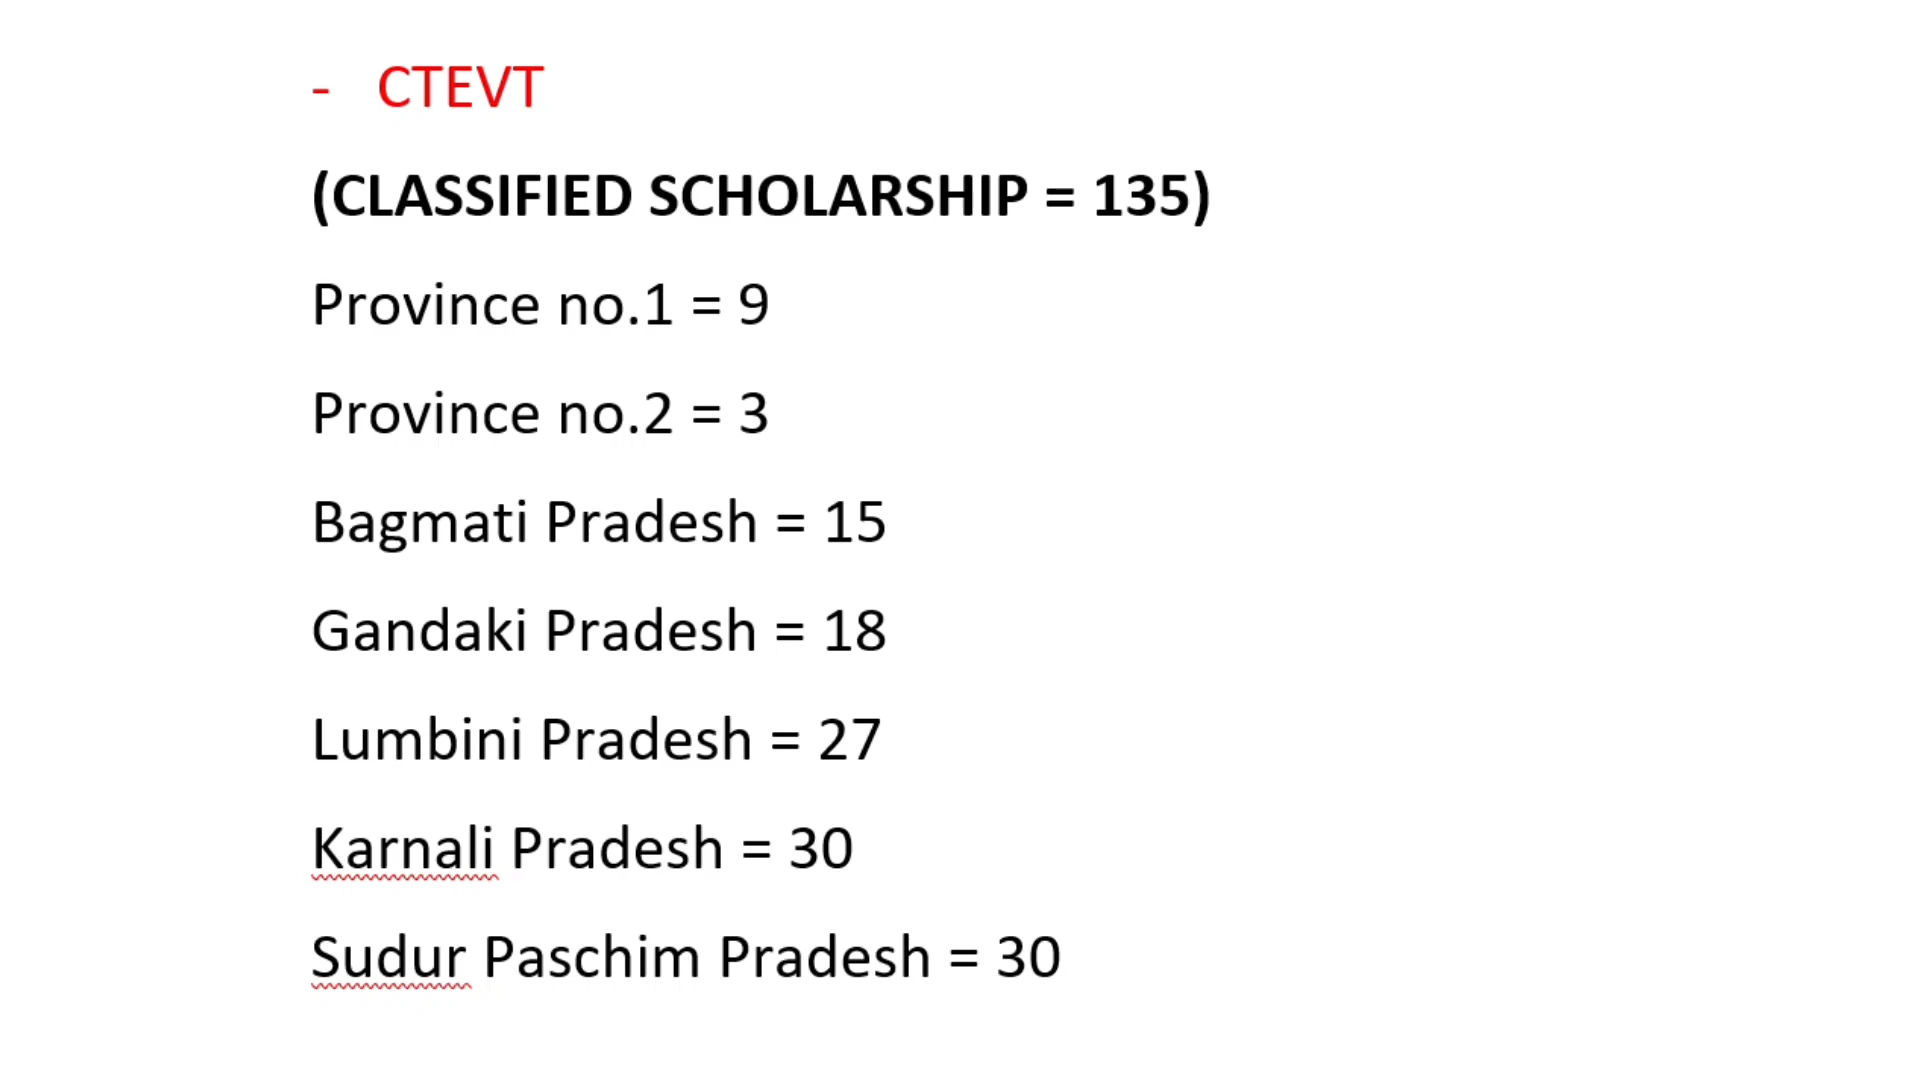 - CTEVT
(CLASSIFIED SCHOLARSHIP = 135)
Province no.1 = 9
Province no.2 = 3
Bagmati Pradesh = 15
Gandaki Pradesh = 18
Lumbini Pradesh = 27
Karnali Pradesh = 30
Sudur Paschim Pradesh = 30